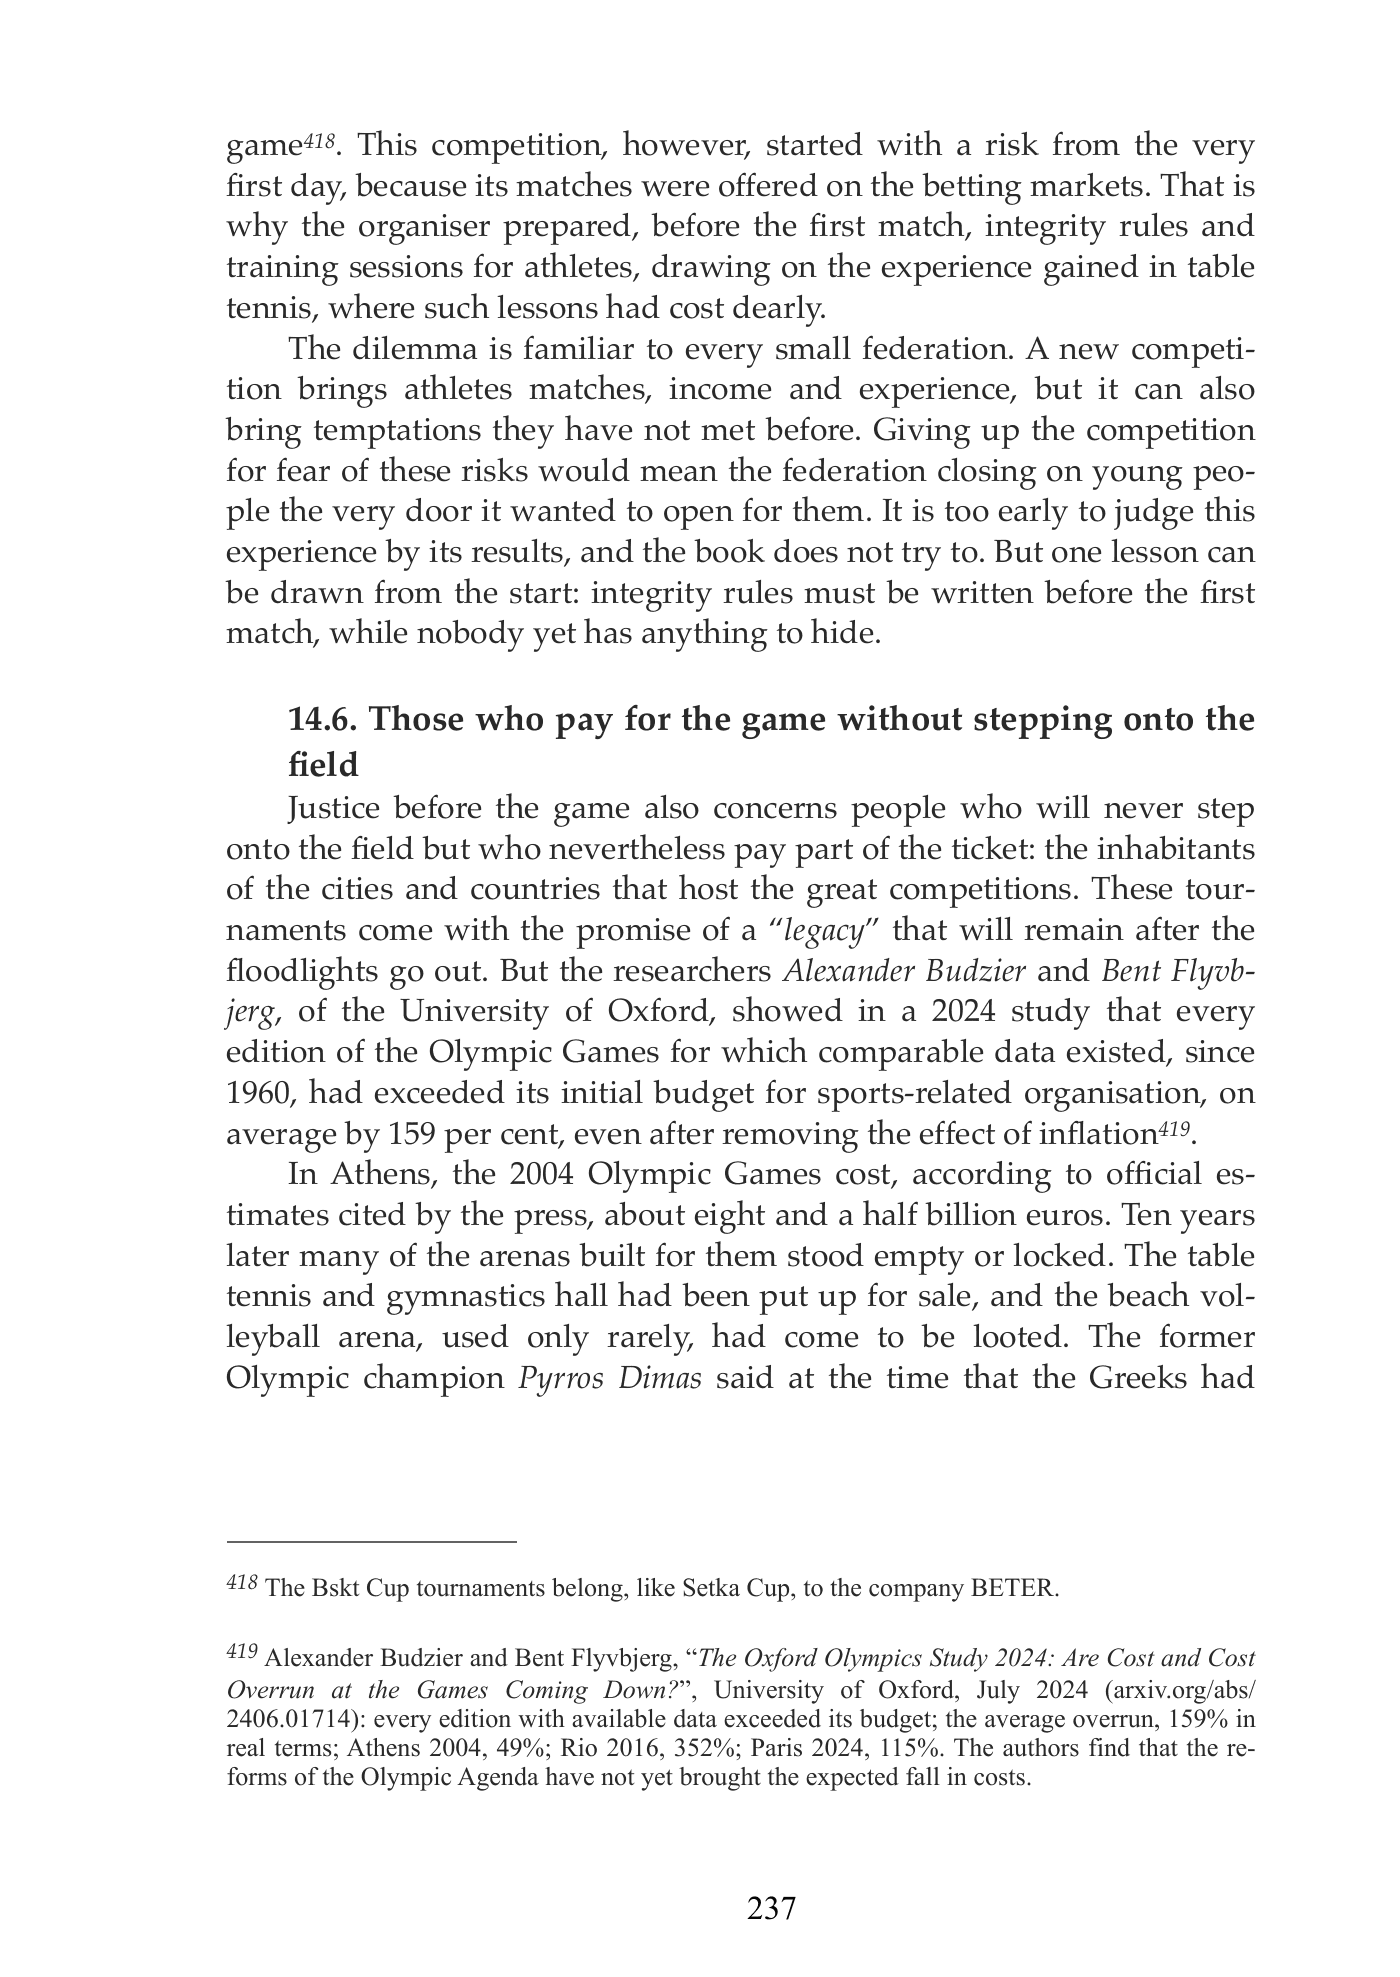 game418. This competition, however, started with a risk from the very
first day, because its matches were offered on the betting markets. That is
why the organiser prepared, before the first match, integrity rules and
training sessions for athletes, drawing on the experience gained in table
tennis, where such lessons had cost dearly.
The dilemma is familiar to every small federation. A new competi-
tion brings athletes matches, income and experience, but it can also
bring temptations they have not met before. Giving up the competition
for fear of these risks would mean the federation closing on young peo-
ple the very door it wanted to open for them. It is too early to judge this
experience by its results, and the book does not try to. But one lesson can
be drawn from the start: integrity rules must be written before the first
match, while nobody yet has anything to hide.
14.6. Those who pay for the game without stepping onto the
field
Justice before the game also concerns people who will never step
onto the field but who nevertheless pay part of the ticket: the inhabitants
of the cities and countries that host the great competitions. These tour-
naments come with the promise of a “legacy” that will remain after the
floodlights go out. But the researchers Alexander Budzier and Bent Flyvb-
jerg, of the University of Oxford, showed in a 2024 study that every
edition of the Olympic Games for which comparable data existed, since
1960, had exceeded its initial budget for sports-related organisation, on
average by 159 per cent, even after removing the effect of inflation419.
In Athens, the 2004 Olympic Games cost, according to official es-
timates cited by the press, about eight and a half billion euros. Ten years
later many of the arenas built for them stood empty or locked. The table
tennis and gymnastics hall had been put up for sale, and the beach vol-
leyball arena, used only rarely, had come to be looted. The former
Olympic champion Pyrros Dimas said at the time that the Greeks had
418 The Bskt Cup tournaments belong, like Setka Cup, to the company BETER.
419 Alexander Budzier and Bent Flyvbjerg, “The Oxford Olympics Study 2024: Are Cost and Cost
Overrun at the Games Coming Down?”, University of Oxford, July 2024 (arxiv.org/abs/
2406.01714): every edition with available data exceeded its budget; the average overrun, 159% in
real terms; Athens 2004, 49%; Rio 2016, 352%; Paris 2024, 115%. The authors find that the re-
forms of the Olympic Agenda have not yet brought the expected fall in costs.
237